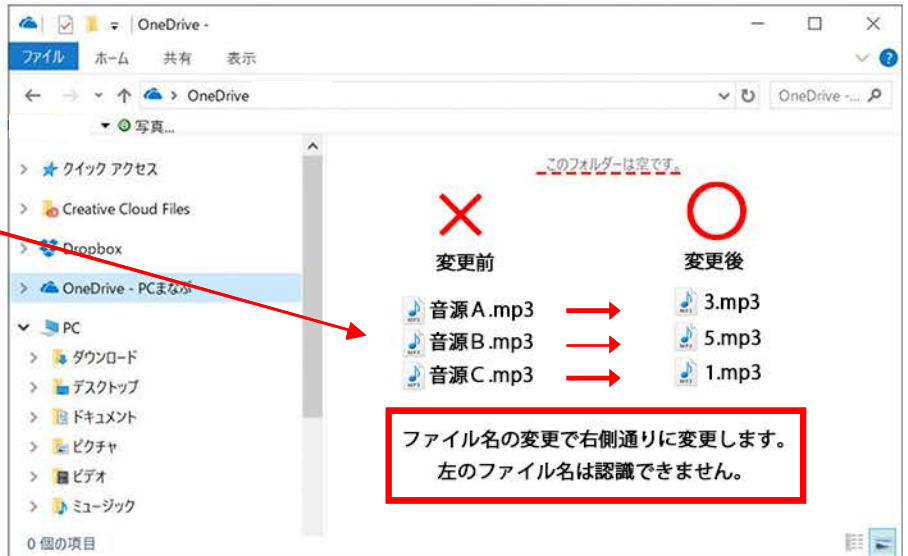 OneDrive -
ファイル ホーム 共有 表示
OneDrive
OneDrive -...
写真...
クイック アクセス
Creative Cloud Files
Dropbox
OneDrive - PCまなぶ
PC
ダウンロード
デスクトップ
ドキュメント
ピクチャ
ビデオ
ミュージック
0 個の項目
このフォルダーは空です。
変更前 変更後
音源A.mp3 3.mp3
音源B.mp3 5.mp3
音源C.mp3 1.mp3
ファイル名の変更で右側通りに変更します。
左のファイル名は認識できません。